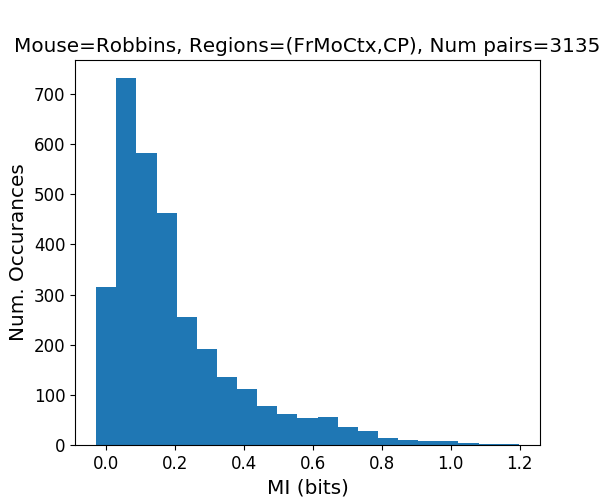 Mouse=Robbins, Regions=(FrMoCtx,CP), Num pairs=3135
Num. Occurances
700
600
500
400
300
200
100
0
0.0 0.2 0.4 0.6 0.8 1.0 1.2
MI (bits)